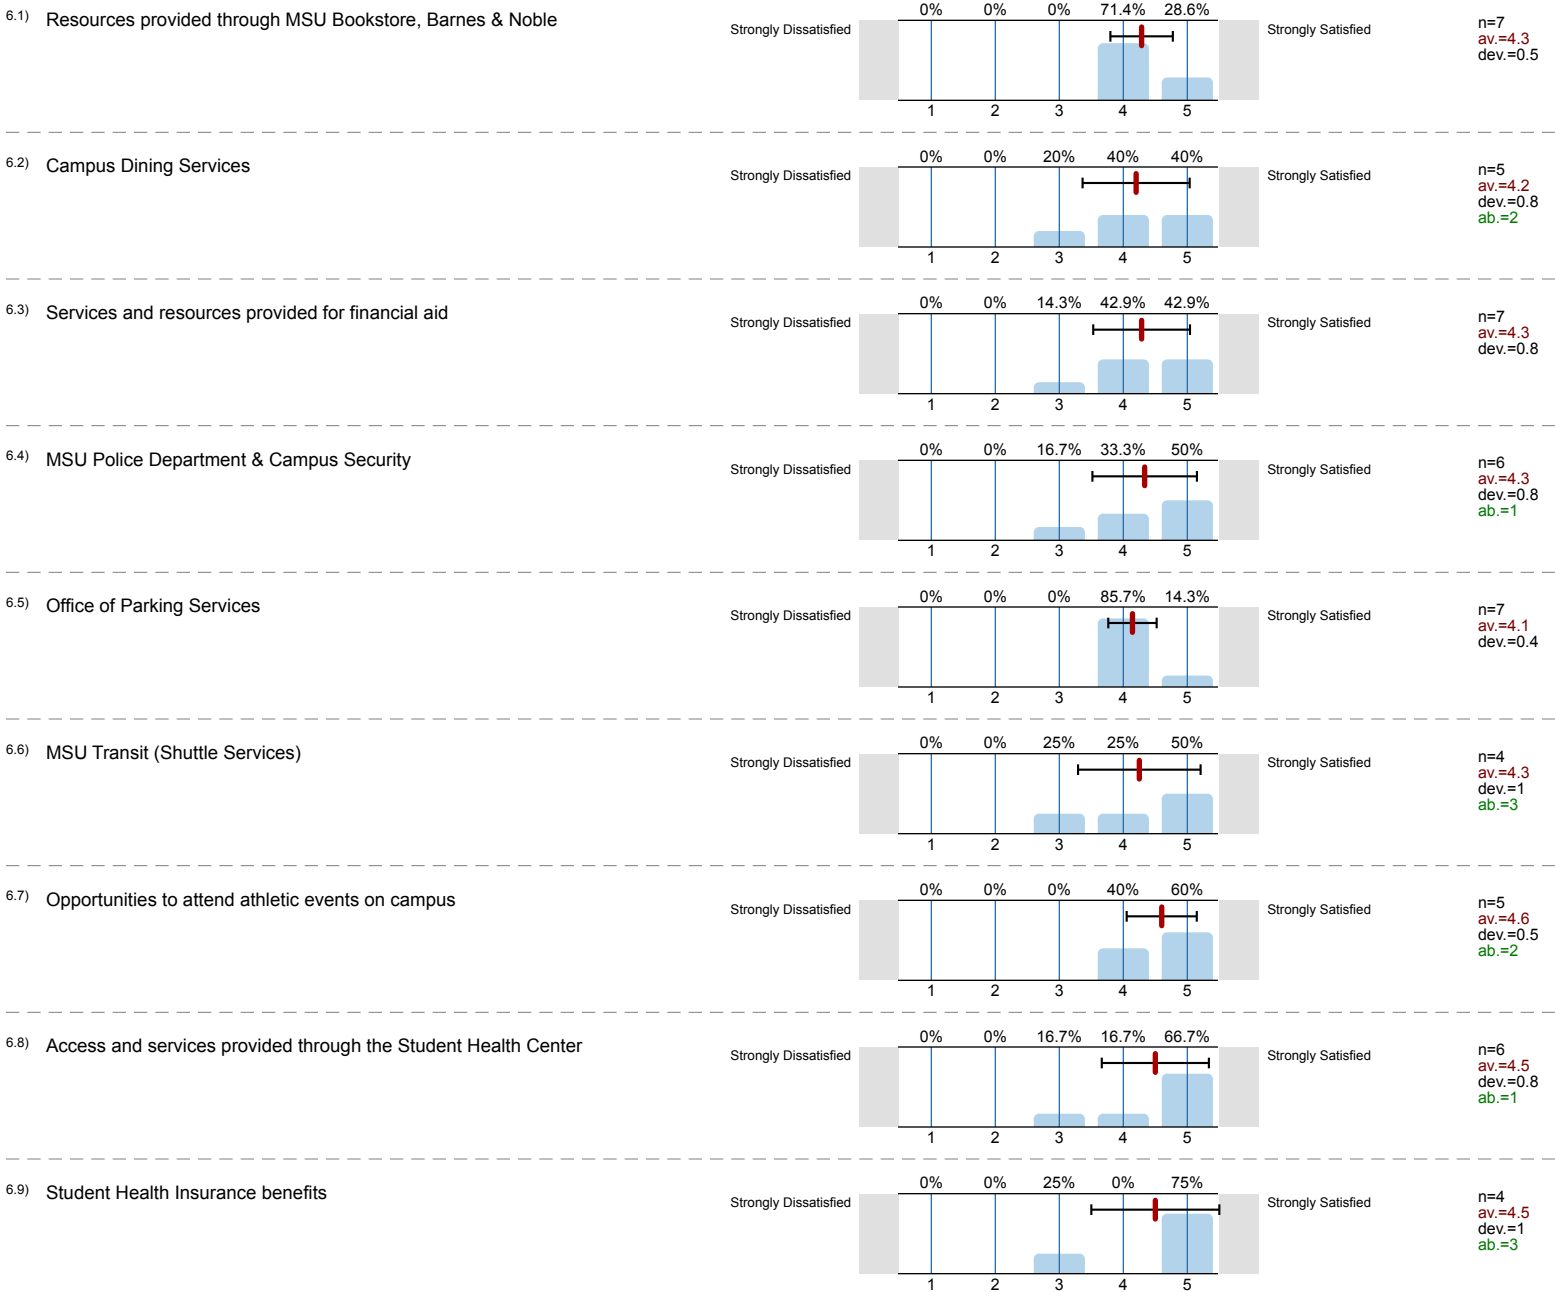 6.1) Resources provided through MSU Bookstore, Barnes & Noble
0% 0% 0% 71.4% 28.6%
Strongly Dissatisfied Strongly Satisfied
n=7
av.=4.3
dev.=0.5
1 2 3 4 5
6.2) Campus Dining Services
0% 0% 20% 40% 40%
Strongly Dissatisfied Strongly Satisfied
n=5
av.=4.2
dev.=0.8
ab.=2
1 2 3 4 5
6.3) Services and resources provided for financial aid
0% 0% 14.3% 42.9% 42.9%
Strongly Dissatisfied Strongly Satisfied
n=7
av.=4.3
dev.=0.8
1 2 3 4 5
6.4) MSU Police Department & Campus Security
0% 0% 16.7% 33.3% 50%
Strongly Dissatisfied Strongly Satisfied
n=6
av.=4.3
dev.=0.8
ab.=1
1 2 3 4 5
6.5) Office of Parking Services
0% 0% 0% 85.7% 14.3%
Strongly Dissatisfied Strongly Satisfied
n=7
av.=4.1
dev.=0.4
1 2 3 4 5
6.6) MSU Transit (Shuttle Services)
0% 0% 25% 25% 50%
Strongly Dissatisfied Strongly Satisfied
n=4
av.=4.3
dev.=1
ab.=3
1 2 3 4 5
6.7) Opportunities to attend athletic events on campus
0% 0% 0% 40% 60%
Strongly Dissatisfied Strongly Satisfied
n=5
av.=4.6
dev.=0.5
ab.=2
1 2 3 4 5
6.8) Access and services provided through the Student Health Center
0% 0% 16.7% 16.7% 66.7%
Strongly Dissatisfied Strongly Satisfied
n=6
av.=4.5
dev.=0.8
ab.=1
1 2 3 4 5
6.9) Student Health Insurance benefits
0% 0% 25% 0% 75%
Strongly Dissatisfied Strongly Satisfied
n=4
av.=4.5
dev.=1
ab.=3
1 2 3 4 5